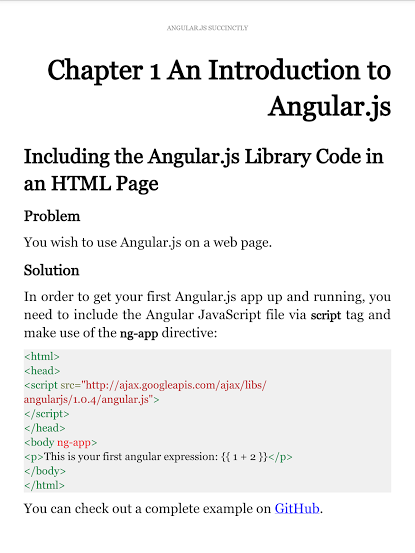 ANGULAR.JS SUCCINCTLY
Chapter 1 An Introduction to
Angular.js
Including the Angular.js Library Code in
an HTML Page
Problem
You wish to use Angular.js on a web page.
Solution
In order to get your first Angular.js app up and running, you
need to include the Angular JavaScript file via script tag and
make use of the ng-app directive:
<html>
<head>
<script src="http://ajax.googleapis.com/ajax/libs/
angularjs/1.0.4/angular.js">
</script>
</head>
<body ng-app>
<p>This is your first angular expression: {{ 1 + 2 }}</p>
</body>
</html>
You can check out a complete example on GitHub.